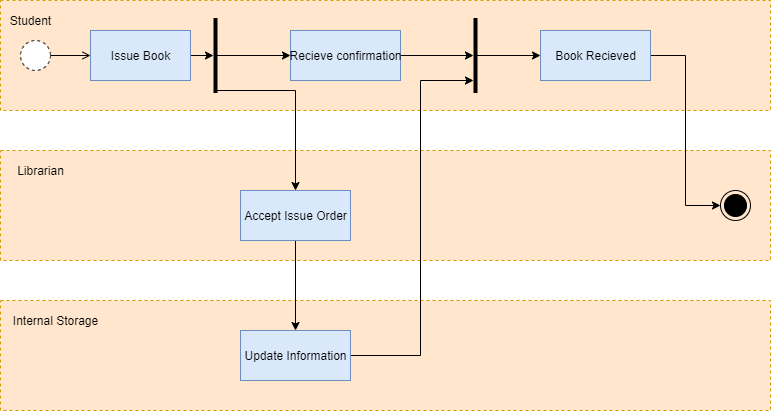 Student
Issue Book
Recieve confirmation
Book Recieved
Librarian
Accept Issue Order
Internal Storage
Update Information